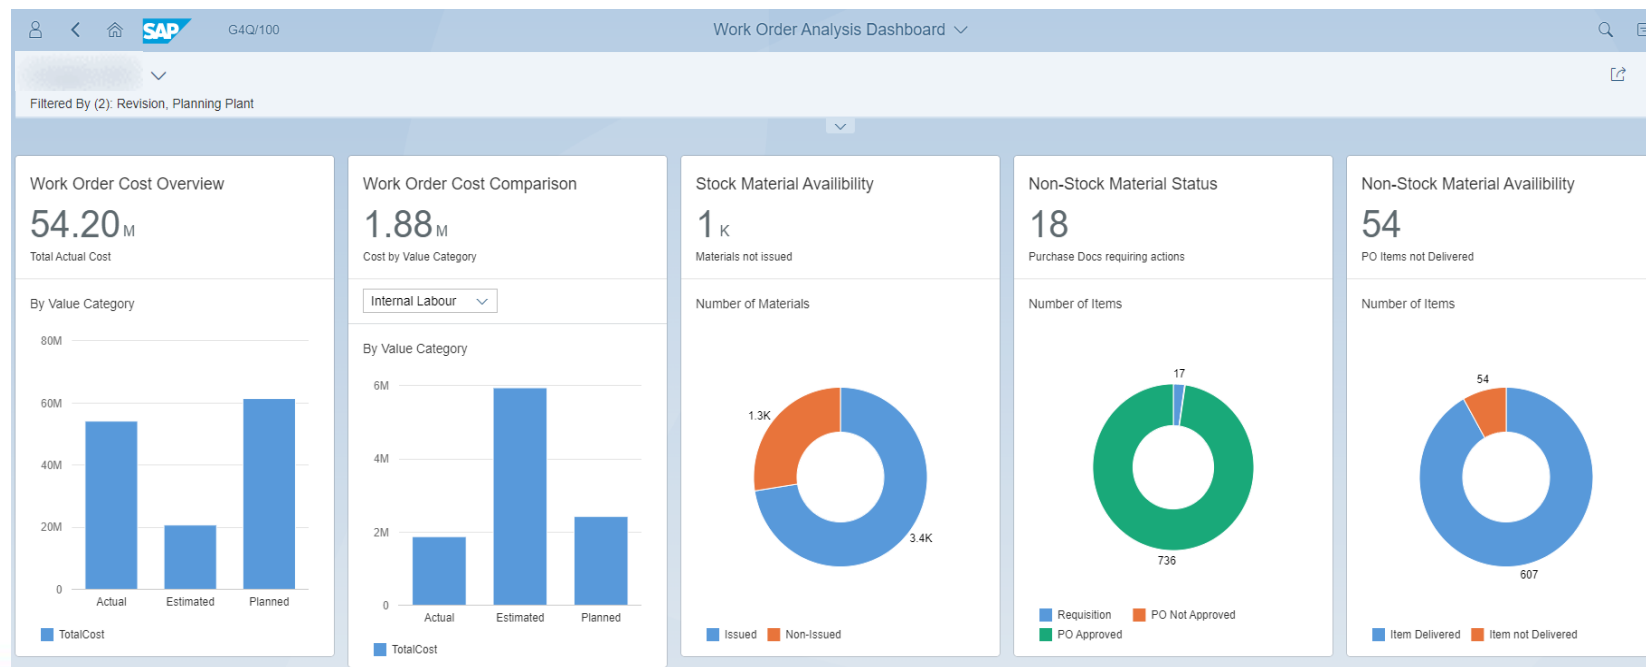 SAP G4Q/100 Work Order Analysis Dashboard
Filtered By (2): Revision, Planning Plant
Work Order Cost Overview
54.20 M
Total Actual Cost
By Value Category
80M
60M
40M
20M
0
Actual Estimated Planned
TotalCost
Work Order Cost Comparison
1.88 M
Cost by Value Category
Internal Labour
By Value Category
6M
4M
2M
0
Actual Estimated Planned
TotalCost
Stock Material Availibility
1 K
Materials not issued
Number of Materials
1.3K
3.4K
Issued Non-Issued
Non-Stock Material Status
18
Purchase Docs requiring actions
Number of Items
17
736
Requisition PO Not Approved
PO Approved
Non-Stock Material Availibility
54
PO Items not Delivered
Number of Items
54
607
Item Delivered Item not Delivered